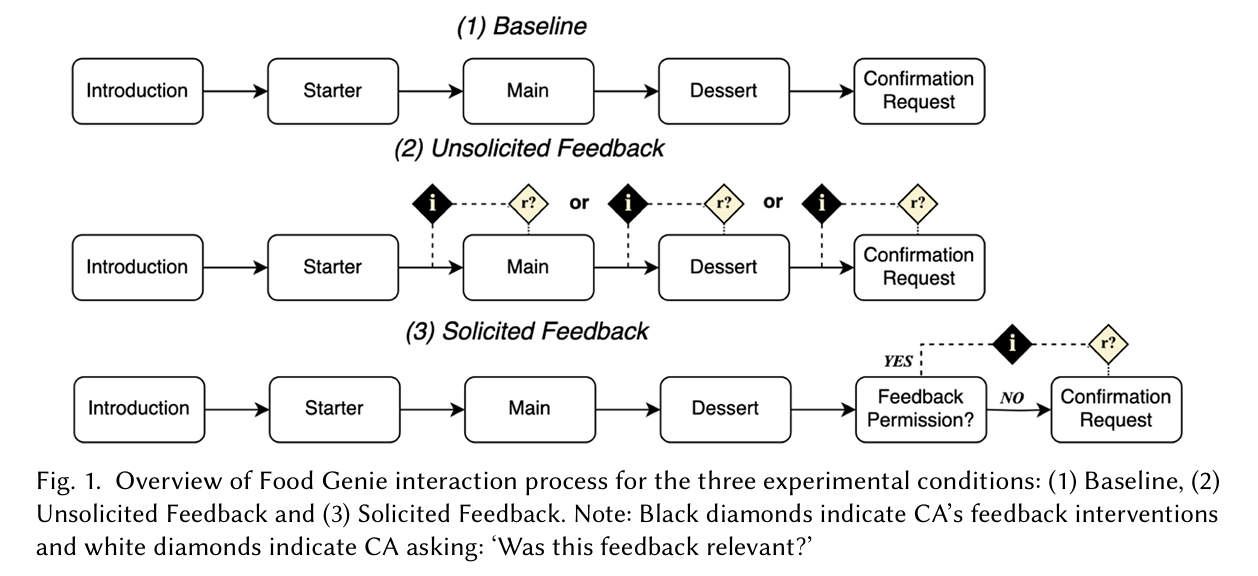 (1) Baseline
Introduction
Starter
Main
Dessert
Confirmation
Request
(2) Unsolicited Feedback
i
r?
or
i
r?
or
i
r?
Introduction
Starter
Main
Dessert
Confirmation
Request
(3) Solicited Feedback
i
r?
YES
Introduction
Starter
Main
Dessert
Feedback
Permission?
NO
Confirmation
Request
Fig. 1. Overview of Food Genie interaction process for the three experimental conditions: (1) Baseline, (2)
Unsolicited Feedback and (3) Solicited Feedback. Note: Black diamonds indicate CA’s feedback interventions
and white diamonds indicate CA asking: ‘Was this feedback relevant?’